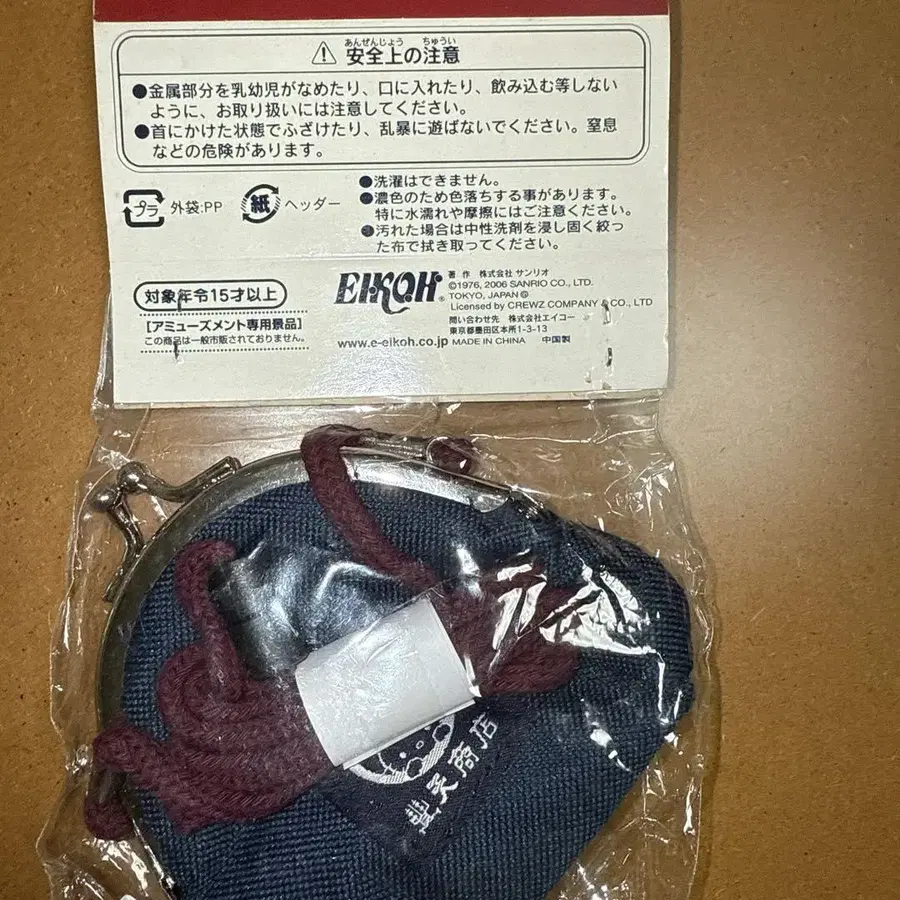 あんぜんじょう ちゅうい
⚠ 安全上の注意
●金属部分を乳幼児がなめたり、口に入れたり、飲み込む等しない
ように、お取り扱いには注意してください。
●首にかけた状態でふざけたり、乱暴に遊ばないでください。窒息
などの危険があります。
プラ 外袋:PP 紙 ヘッダー
●洗濯はできません。
●濃色のため色落ちする事があります。
特に水濡れや摩擦にはご注意ください。
●汚れた場合は中性洗剤を浸し固く絞っ
た布で拭き取ってください。
対象年令15才以上
【アミューズメント専用景品】
この商品は一般市販されておりません。
EIKOH®
著作 株式会社 サンリオ
©1976, 2006 SANRIO CO., LTD.
TOKYO, JAPAN Ⓓ
Licensed by CREWZ COMPANY & CO., LTD
問い合わせ先 株式会社エイコー
東京都墨田区本所1-3-13
www.e-eikoh.co.jp MADE IN CHINA 中国製
商店